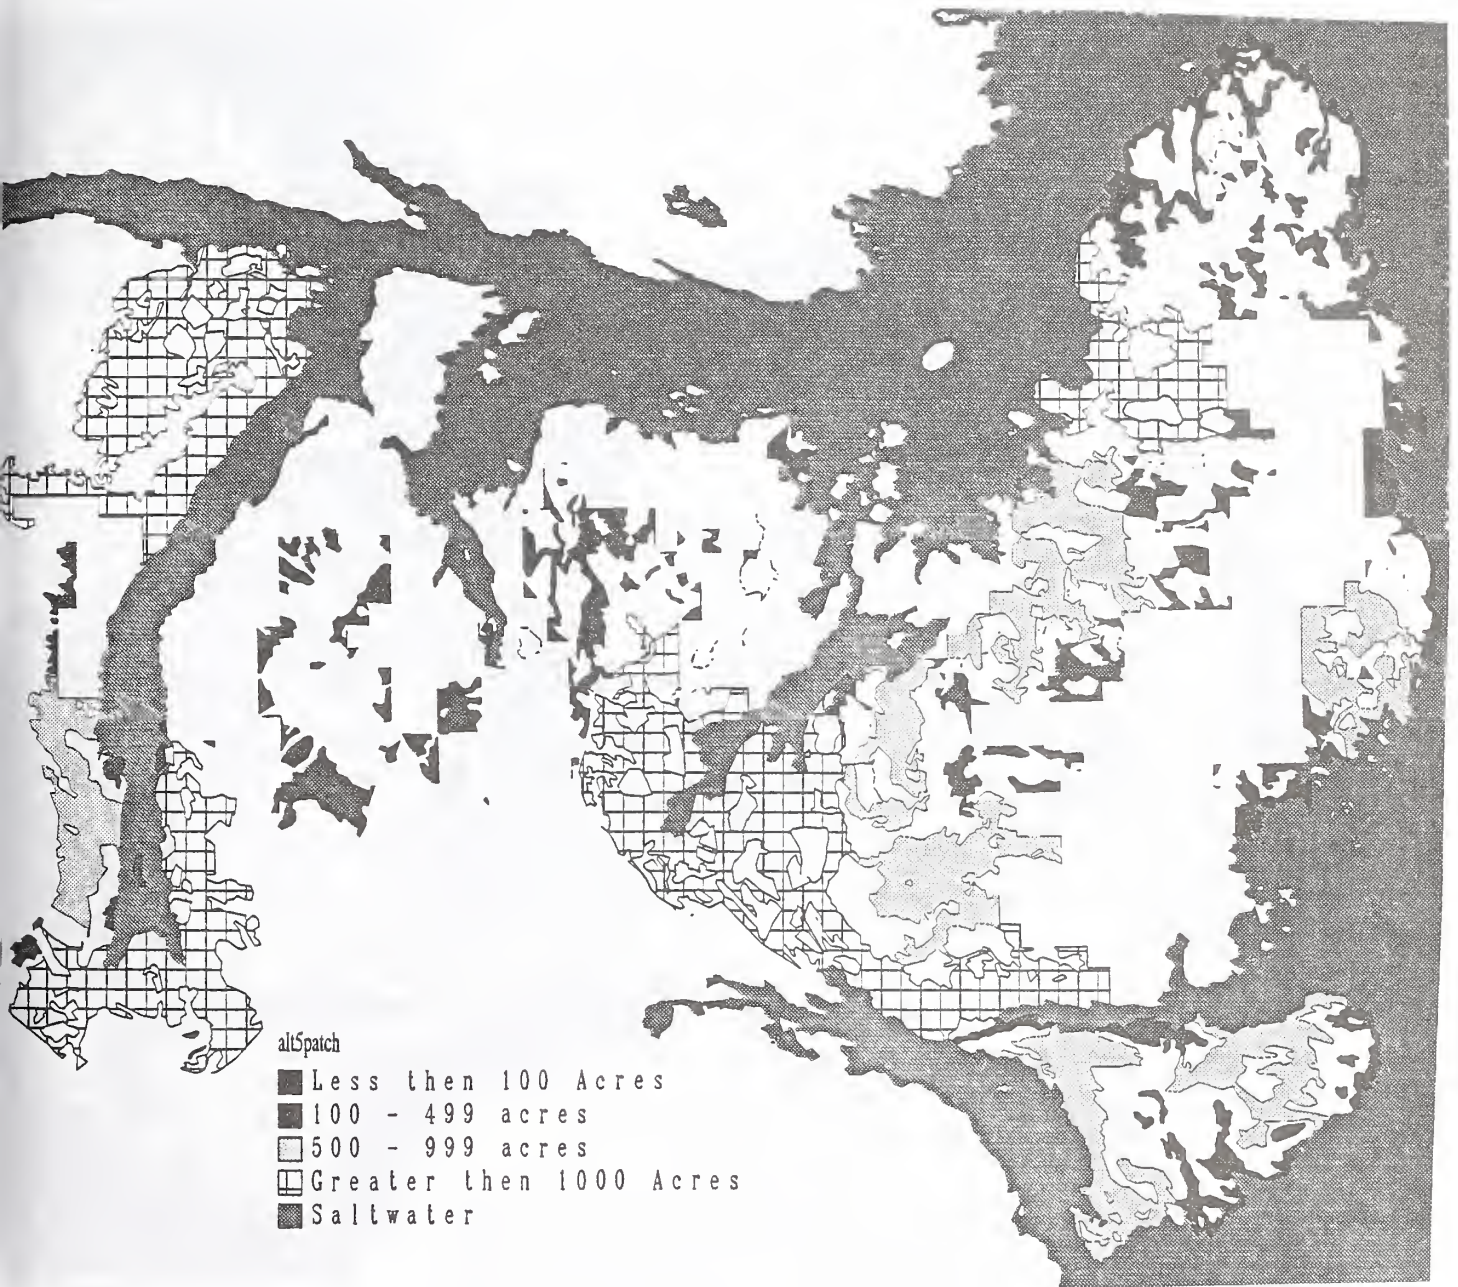 alt5patch
Less then 100 Acres
100 - 499 acres
500 - 999 acres
Greater then 1000 Acres
Saltwater